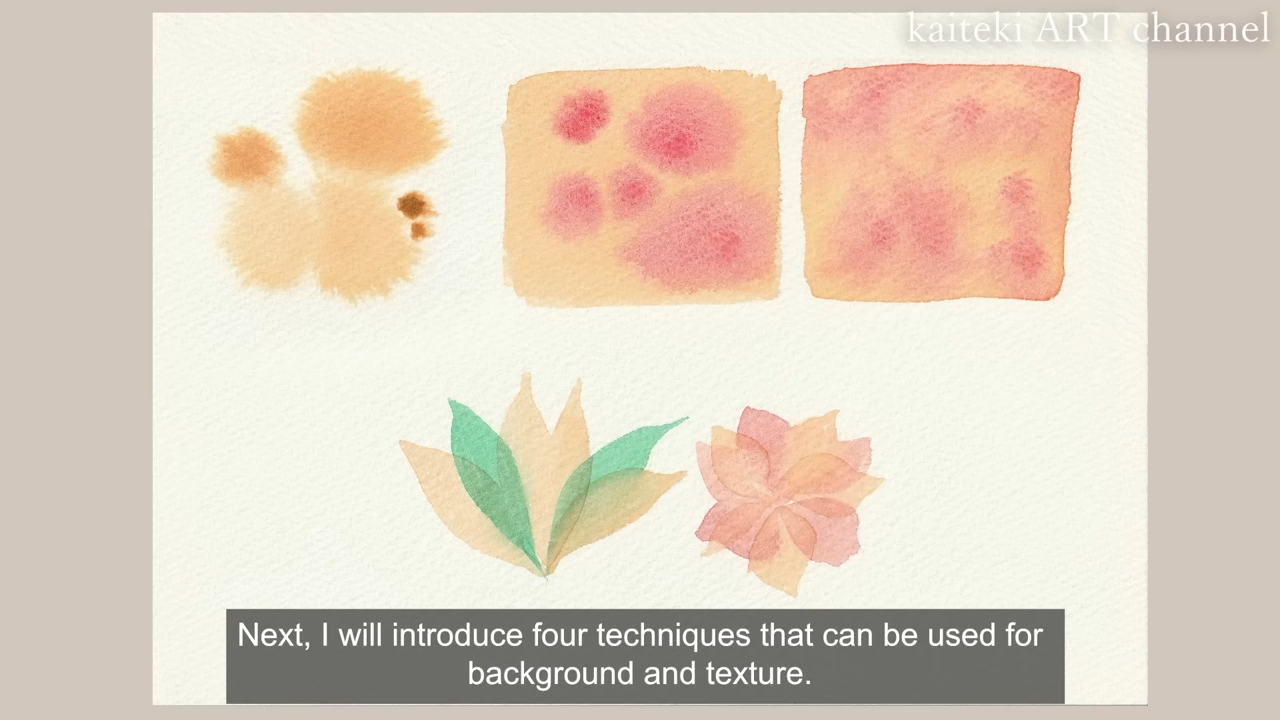 kaiteki ART channel
Next, I will introduce four techniques that can be used for
background and texture.